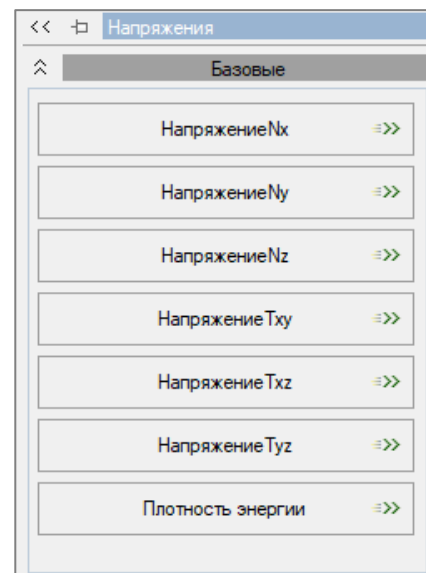 << Напряжения
Базовые
НапряжениеNx
НапряжениеNy
НапряжениеNz
НапряжениеTxy
НапряжениеTxz
НапряжениеTyz
Плотность энергии